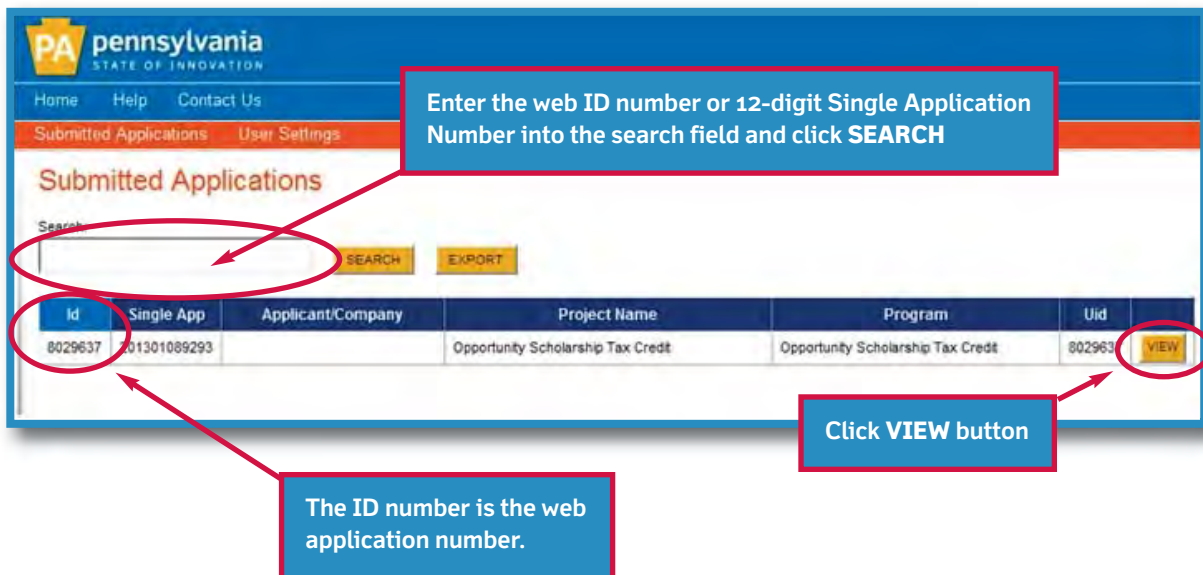 PA pennsylvania
STATE OF INNOVATION
Home Help Contact Us
Submitted Applications User Settings
Enter the web ID number or 12-digit Single Application
Number into the search field and click SEARCH
Submitted Applications
Search:
SEARCH EXPORT
Id Single App Applicant/Company Project Name Program Uid
8029637 201301089293 Opportunity Scholarship Tax Credit Opportunity Scholarship Tax Credit 802963 VIEW
Click VIEW button
The ID number is the web
application number.